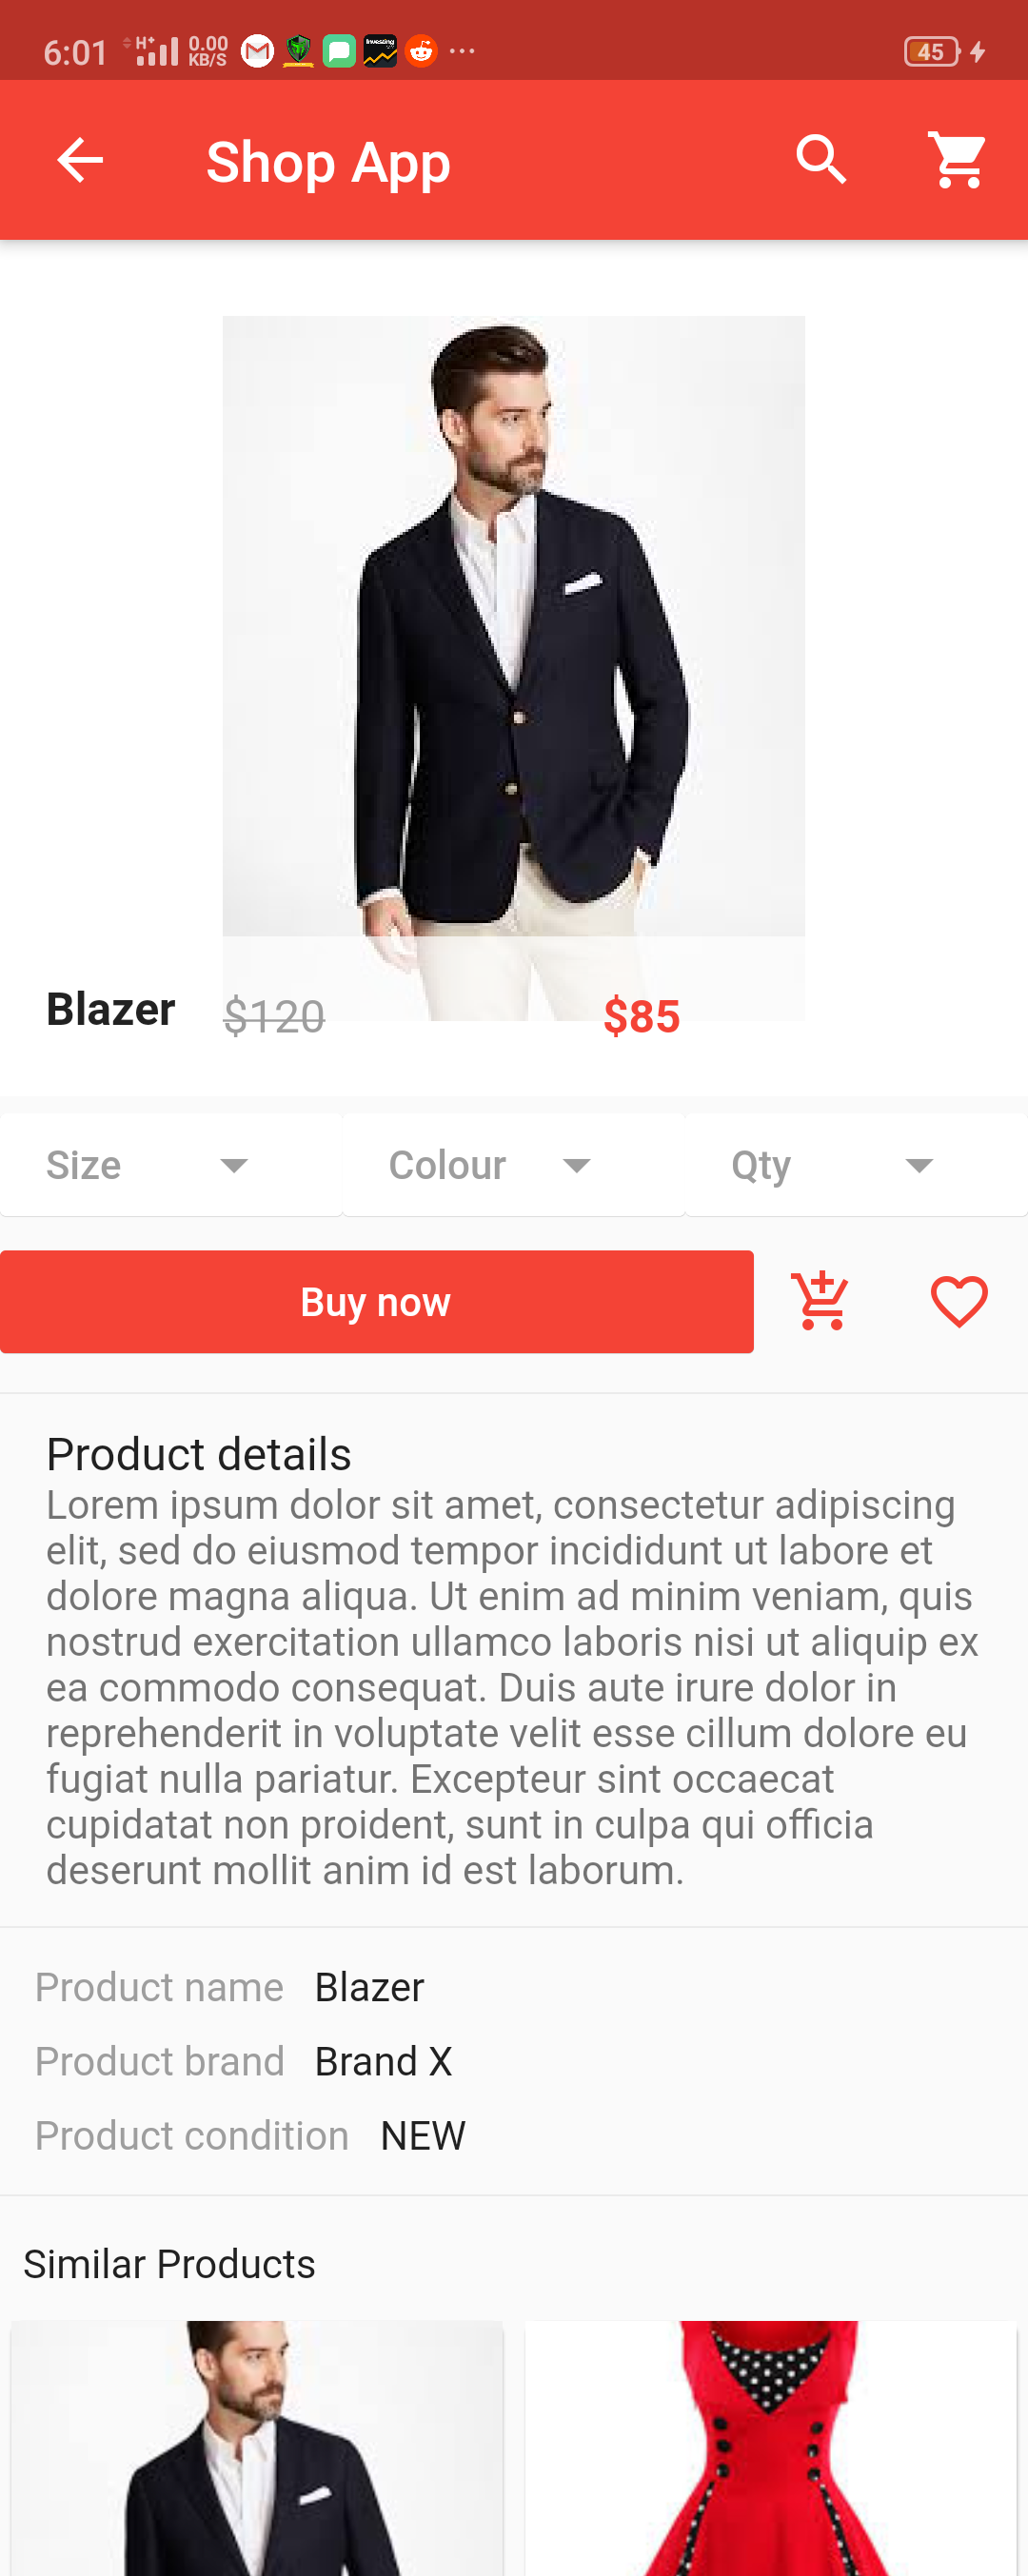 6:01 H+ 0.00 KB/S Investing ... 45
Shop App
Blazer $120 $85
Size Colour Qty
Buy now
Product details
Lorem ipsum dolor sit amet, consectetur adipiscing
elit, sed do eiusmod tempor incididunt ut labore et
dolore magna aliqua. Ut enim ad minim veniam, quis
nostrud exercitation ullamco laboris nisi ut aliquip ex
ea commodo consequat. Duis aute irure dolor in
reprehenderit in voluptate velit esse cillum dolore eu
fugiat nulla pariatur. Excepteur sint occaecat
cupidatat non proident, sunt in culpa qui officia
deserunt mollit anim id est laborum.
Product name Blazer
Product brand Brand X
Product condition NEW
Similar Products